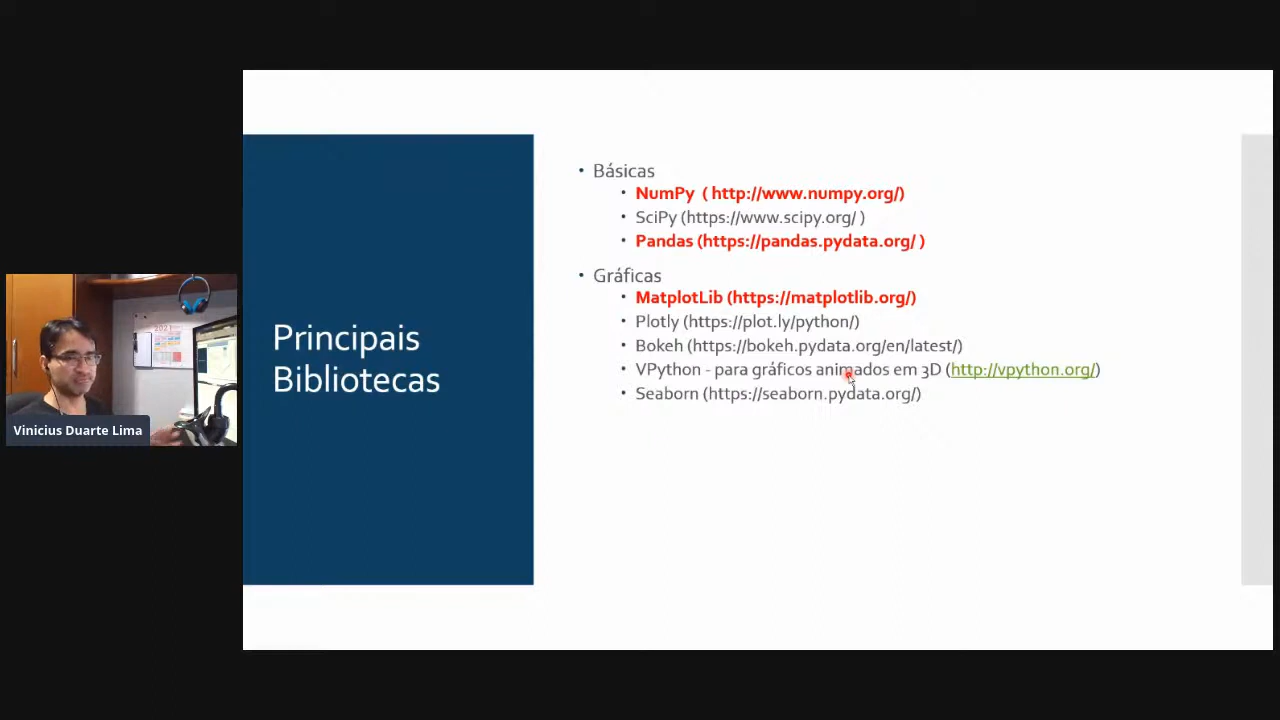 Principais
Bibliotecas
• Básicas
• NumPy ( http://www.numpy.org/)
• SciPy (https://www.scipy.org/ )
• Pandas (https://pandas.pydata.org/ )
• Gráficas
• MatplotLib (https://matplotlib.org/)
• Plotly (https://plot.ly/python/)
• Bokeh (https://bokeh.pydata.org/en/latest/)
• VPython - para gráficos animados em 3D (http://vpython.org/)
• Seaborn (https://seaborn.pydata.org/)
Vinicius Duarte Lima